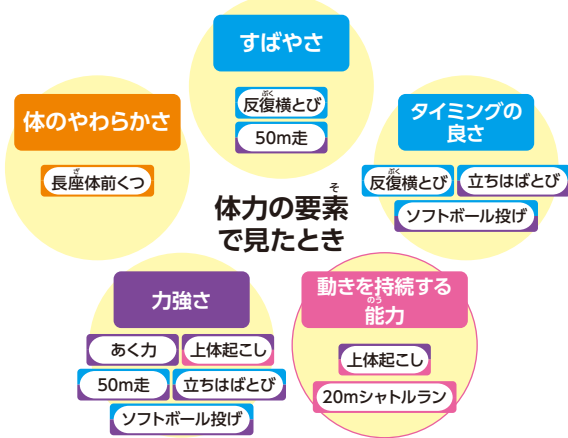 すばやさ
反復横とび
ぷく
50m走
体のやわらかさ
長座体前くつ
ざ
タイミングの
良さ
反復横とび
ぷく
立ちはばとび
ソフトボール投げ
体力の要素
そ
で見たとき
力強さ
あく力
上体起こし
50m走
立ちはばとび
ソフトボール投げ
動きを持続する
能力
のう
上体起こし
20mシャトルラン